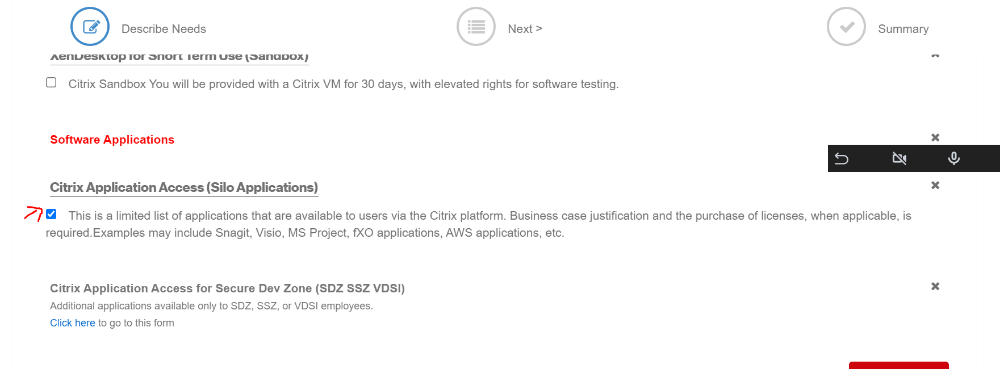 Describe Needs
Next >
Summary
XenDesktop for Short Term Use (Sandbox)
Citrix Sandbox You will be provided with a Citrix VM for 30 days, with elevated rights for software testing.
Software Applications
Citrix Application Access (Silo Applications)
This is a limited list of applications that are available to users via the Citrix platform. Business case justification and the purchase of licenses, when applicable, is
required.Examples may include Snagit, Visio, MS Project, fXO applications, AWS applications, etc.
Citrix Application Access for Secure Dev Zone (SDZ SSZ VDSI)
Additional applications available only to SDZ, SSZ, or VDSI employees.
Click here to go to this form